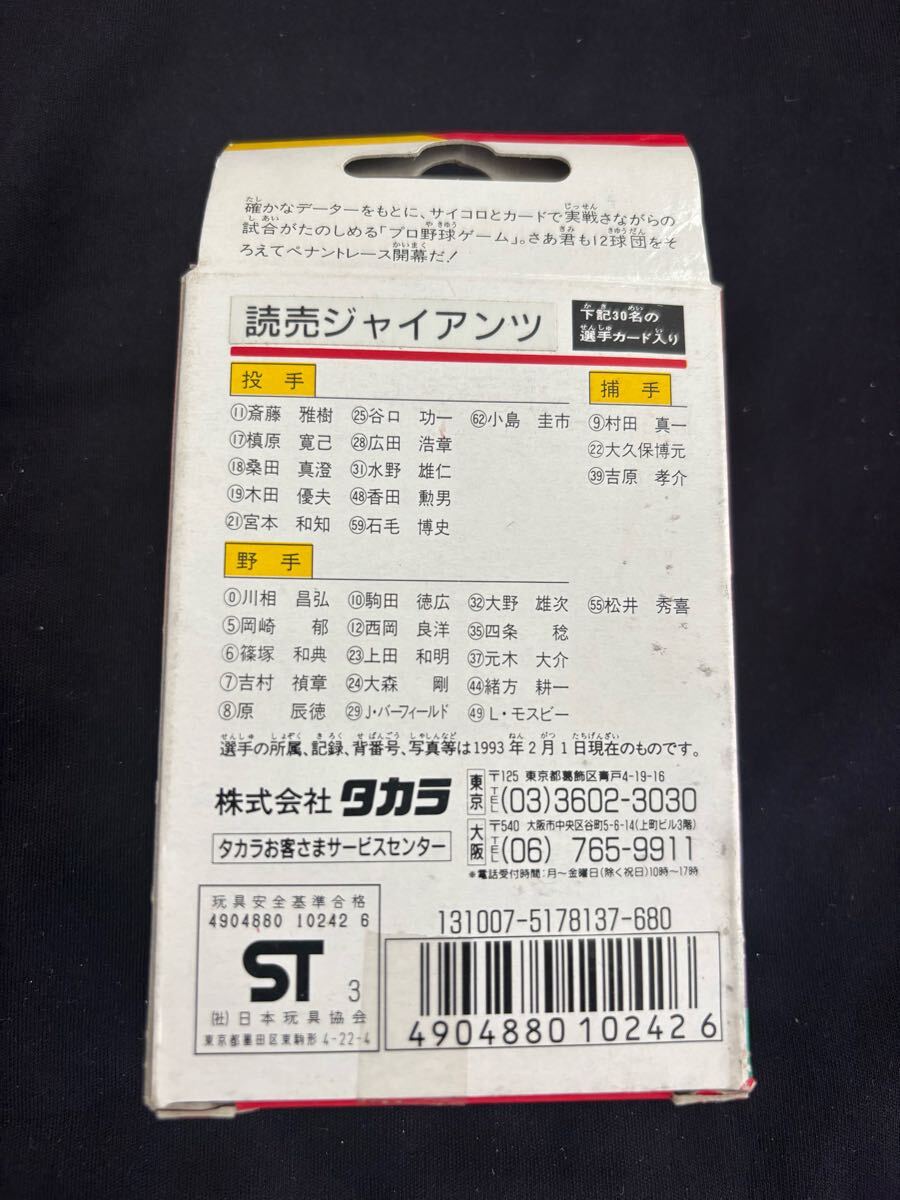 確かなデーターをもとに、サイコロとカードで実戦さながらの
試合がたのしめる「プロ野球ゲーム」。さあ君も12球団をそ
ろえてペナントレース開幕だ!
読売ジャイアンツ
下記30名の
選手カード入り
投手
⑪斎藤 雅樹 ㉕谷口 功一 62小島 圭市
⑰槙原 寛己 ㉘広田 浩章
⑱桑田 真澄 ㉛水野 雄仁
⑲木田 優夫 ㊽香田 勲男
㉑宮本 和知 59石毛 博史
捕手
⑨村田 真一
㉒大久保博元
㊴吉原 孝介
野手
⓪川相 昌弘 ⑩駒田 徳広 ㉜大野 雄次 55松井 秀喜
⑤岡崎 郁 ⑫西岡 良洋 ㉟四条 稔
⑥篠塚 和典 ㉓上田 和明 ㊲元木 大介
⑦吉村 禎章 ㉔大森 剛 ㊹緒方 耕一
⑧原 辰徳 ㉙J・バーフィールド ㊾L・モスビー
選手の所属、記録、背番号、写真等は1993年2月1日現在のものです。
株式会社 タカラ
タカラお客さまサービスセンター
東京 〒125 東京都葛飾区青戸4-19-16
TEL(03)3602-3030
大阪 〒540 大阪市中央区谷町5-6-14(上町ビル3階)
TEL(06) 765-9911
*電話受付時間:月〜金曜日(除く祝日)10時〜17時
玩具安全基準合格
4904880 10242 6
ST 3
(社)日本玩具協会
東京都墨田区東駒形4-22-4
131007-5178137-680
4904880102426